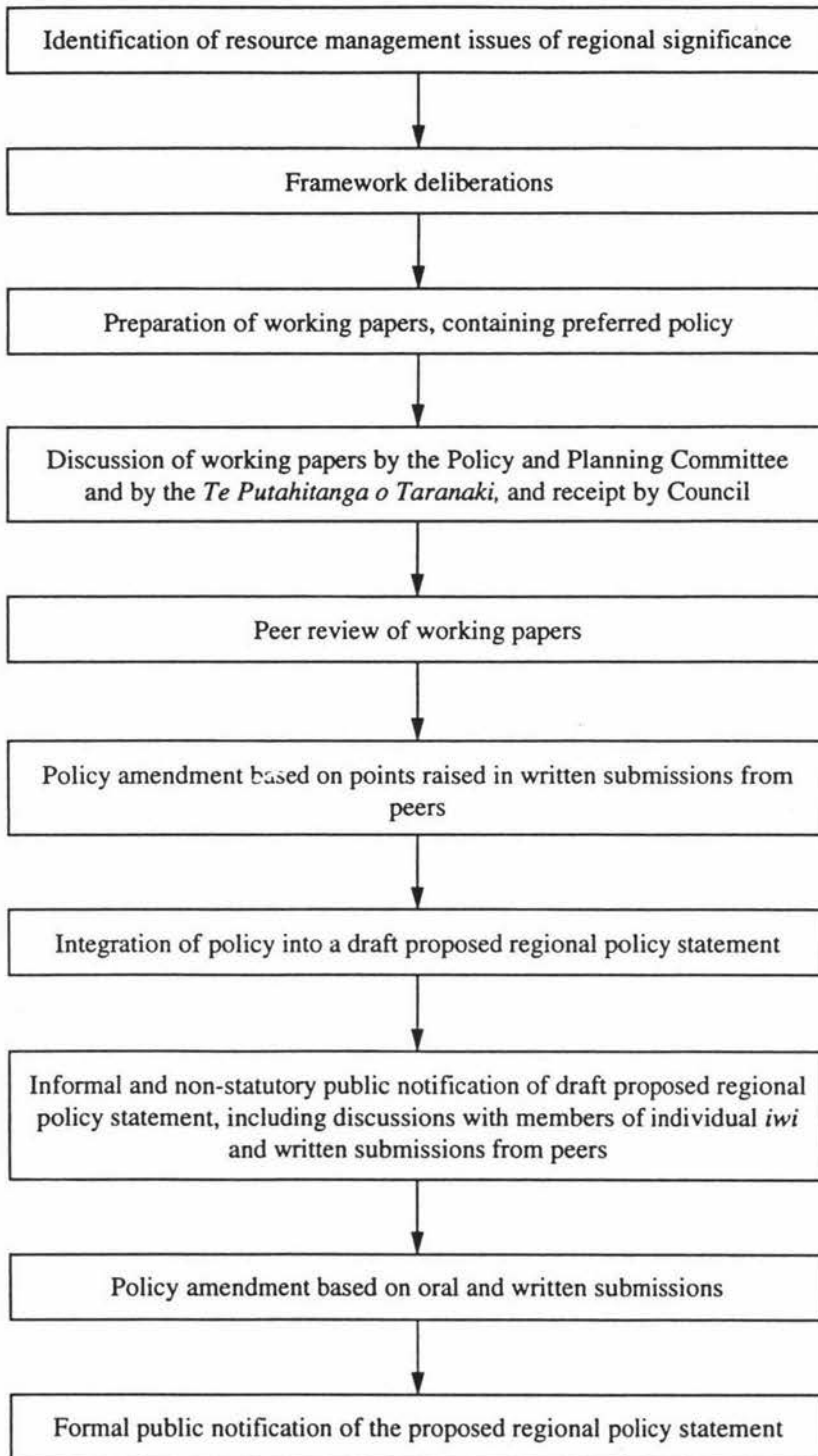 Identification of resource management issues of regional significance
Framework deliberations
Preparation of working papers, containing preferred policy
Discussion of working papers by the Policy and Planning Committee
and by the Te Putahitanga o Taranaki, and receipt by Council
Peer review of working papers
Policy amendment based on points raised in written submissions from
peers
Integration of policy into a draft proposed regional policy statement
Informal and non-statutory public notification of draft proposed regional
policy statement, including discussions with members of individual iwi
and written submissions from peers
Policy amendment based on oral and written submissions
Formal public notification of the proposed regional policy statement